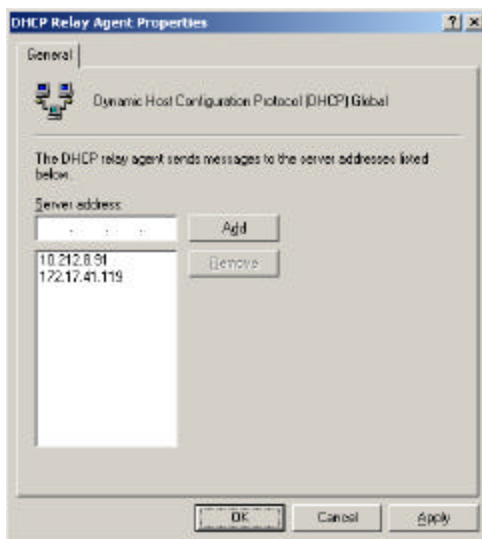 DHCP Relay Agent Properties
General
Dynamic Host Configuration Protocol (DHCP) Global
The DHCP relay agent sends messages to the server addresses listed
below.
Server address:
Add
10.212.8.91
172.17.41.119
Remove
OK
Cancel
Apply